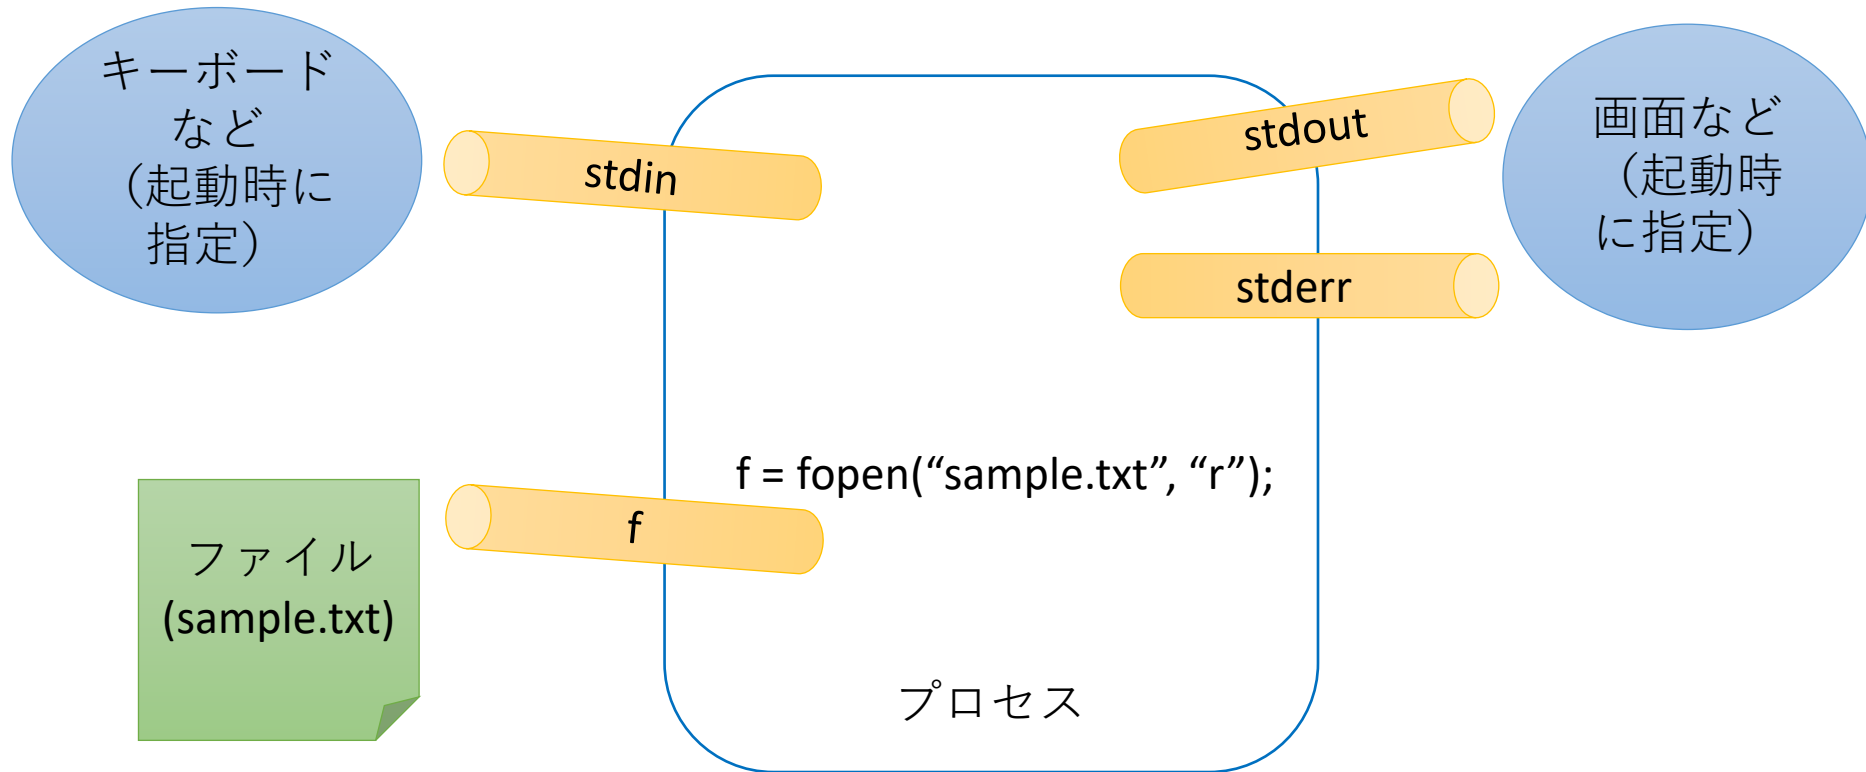 キーボード
など
（起動時に
指定）
stdin
stdout
stderr
画面など
（起動時
に指定）
f = fopen(“sample.txt”, “r”);
f
ファイル
(sample.txt)
プロセス